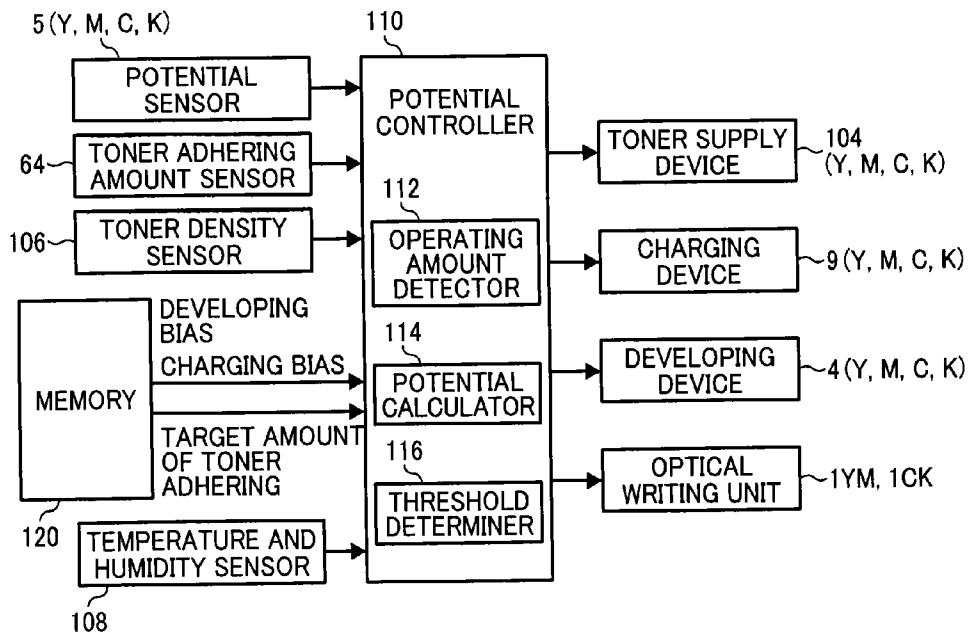 5 (Y, M, C, K)
POTENTIAL
SENSOR
64
TONER ADHERING
AMOUNT SENSOR
106
TONER DENSITY
SENSOR
MEMORY
120
DEVELOPING
BIAS
CHARGING BIAS
TARGET AMOUNT
OF TONER
ADHERING
TEMPERATURE AND
HUMIDITY SENSOR
108
110
POTENTIAL
CONTROLLER
112
OPERATING
AMOUNT
DETECTOR
114
POTENTIAL
CALCULATOR
116
THRESHOLD
DETERMINER
TONER SUPPLY
DEVICE
104
(Y, M, C, K)
CHARGING
DEVICE
9 (Y, M, C, K)
DEVELOPING
DEVICE
4 (Y, M, C, K)
OPTICAL
WRITING UNIT
1YM, 1CK